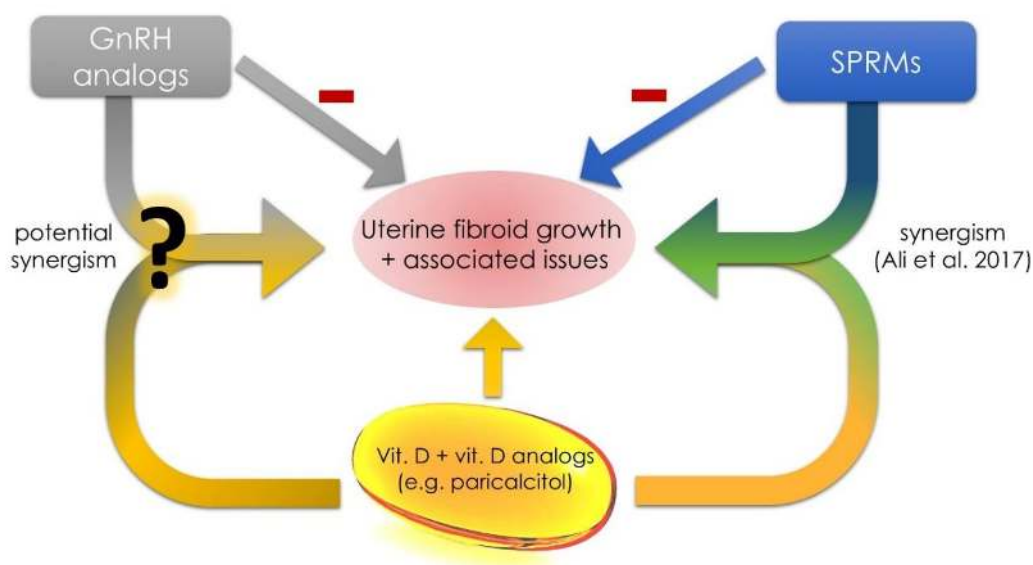 GnRH
analogs
SPRMs
Uterine fibroid growth
+ associated issues
potential
synergism
?
synergism
(Ali et al. 2017)
Vit. D + vit. D analogs
(e.g. paricalcitol)